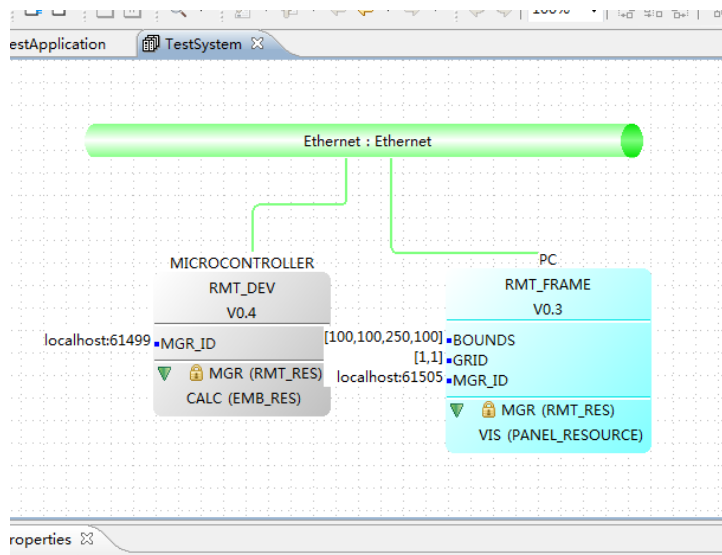 100%
estApplication
TestSystem
Ethernet : Ethernet
MICROCONTROLLER
RMT_DEV
V0.4
localhost:61499
MGR_ID
MGR (RMT_RES)
CALC (EMB_RES)
PC
RMT_FRAME
V0.3
[100,100,250,100]
BOUNDS
[1,1]
GRID
localhost:61505
MGR_ID
MGR (RMT_RES)
VIS (PANEL_RESOURCE)
roperties